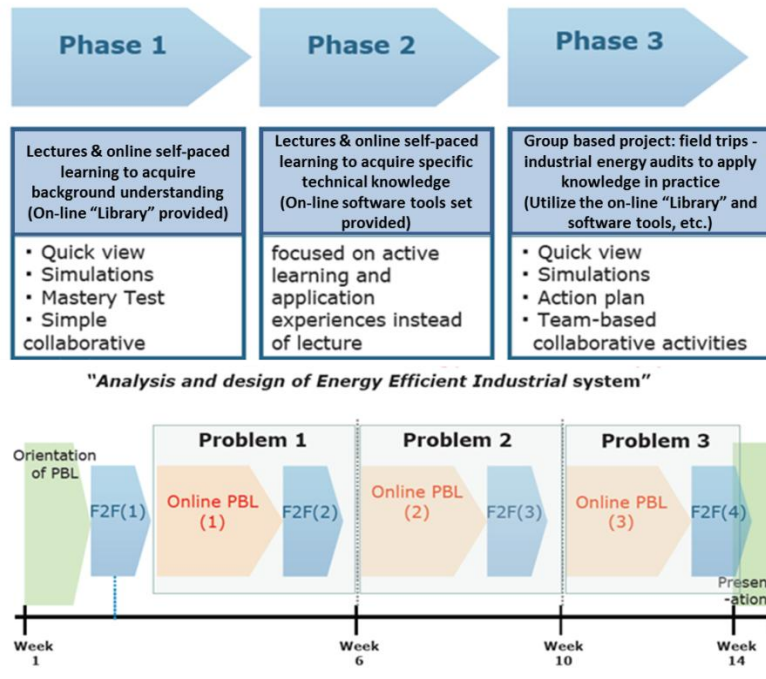 Phase 1
Phase 2
Phase 3
Lectures & online self-paced
learning to acquire
background understanding
(On-line “Library” provided)
Lectures & online self-paced
learning to acquire specific
technical knowledge
(On-line software tools set
provided)
Group based project: field trips -
industrial energy audits to apply
knowledge in practice
(Utilize the on-line “Library” and
software tools, etc.)
· Quick view
· Simulations
· Mastery Test
· Simple
collaborative
focused on active
learning and
application
experiences instead
of lecture
· Quick view
· Simulations
· Action plan
· Team-based
collaborative activities
“Analysis and design of Energy Efficient Industrial system”
Orientation
of PBL
F2F(1)
Problem 1
Online PBL
(1)
F2F(2)
Problem 2
Online PBL
(2)
F2F(3)
Problem 3
Online PBL
(3)
F2F(4)
Presen
-ation
Week
1
Week
6
Week
10
Week
14